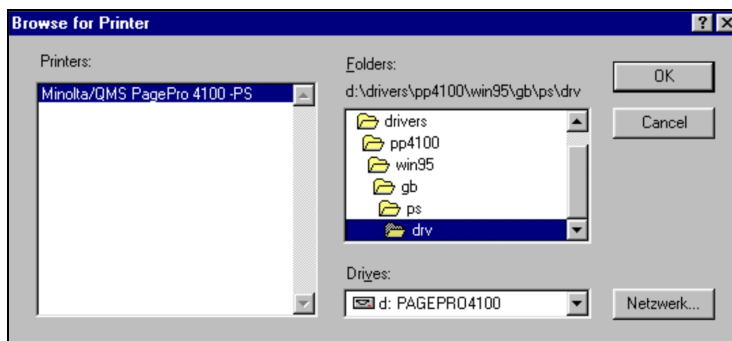 Browse for Printer
Printers:
Minolta/QMS PagePro 4100 -PS
Folders:
d:\drivers\pp4100\win95\gb\ps\drv
drivers
pp4100
win95
gb
ps
drv
Drives:
d: PAGEPRO4100
OK
Cancel
Netzwerk...